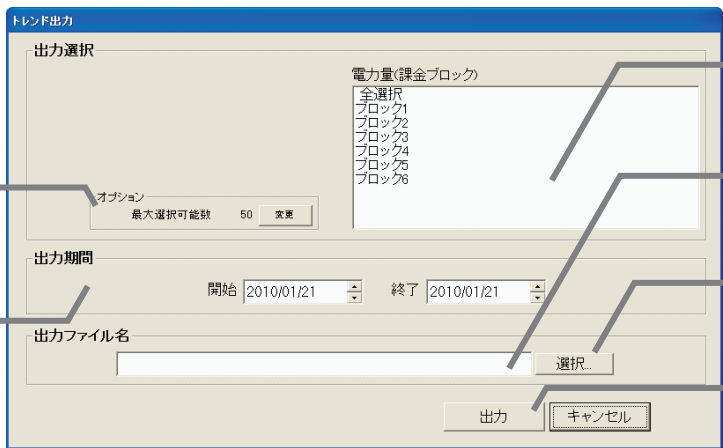 トレンド出力
出力選択
電力量(課金ブロック)
全選択
ブロック1
ブロック2
ブロック3
ブロック4
ブロック5
ブロック6
オプション
最大選択可能数 50 変更
出力期間
開始 2010/01/21 終了 2010/01/21
出力ファイル名
選択...
出力 キャンセル